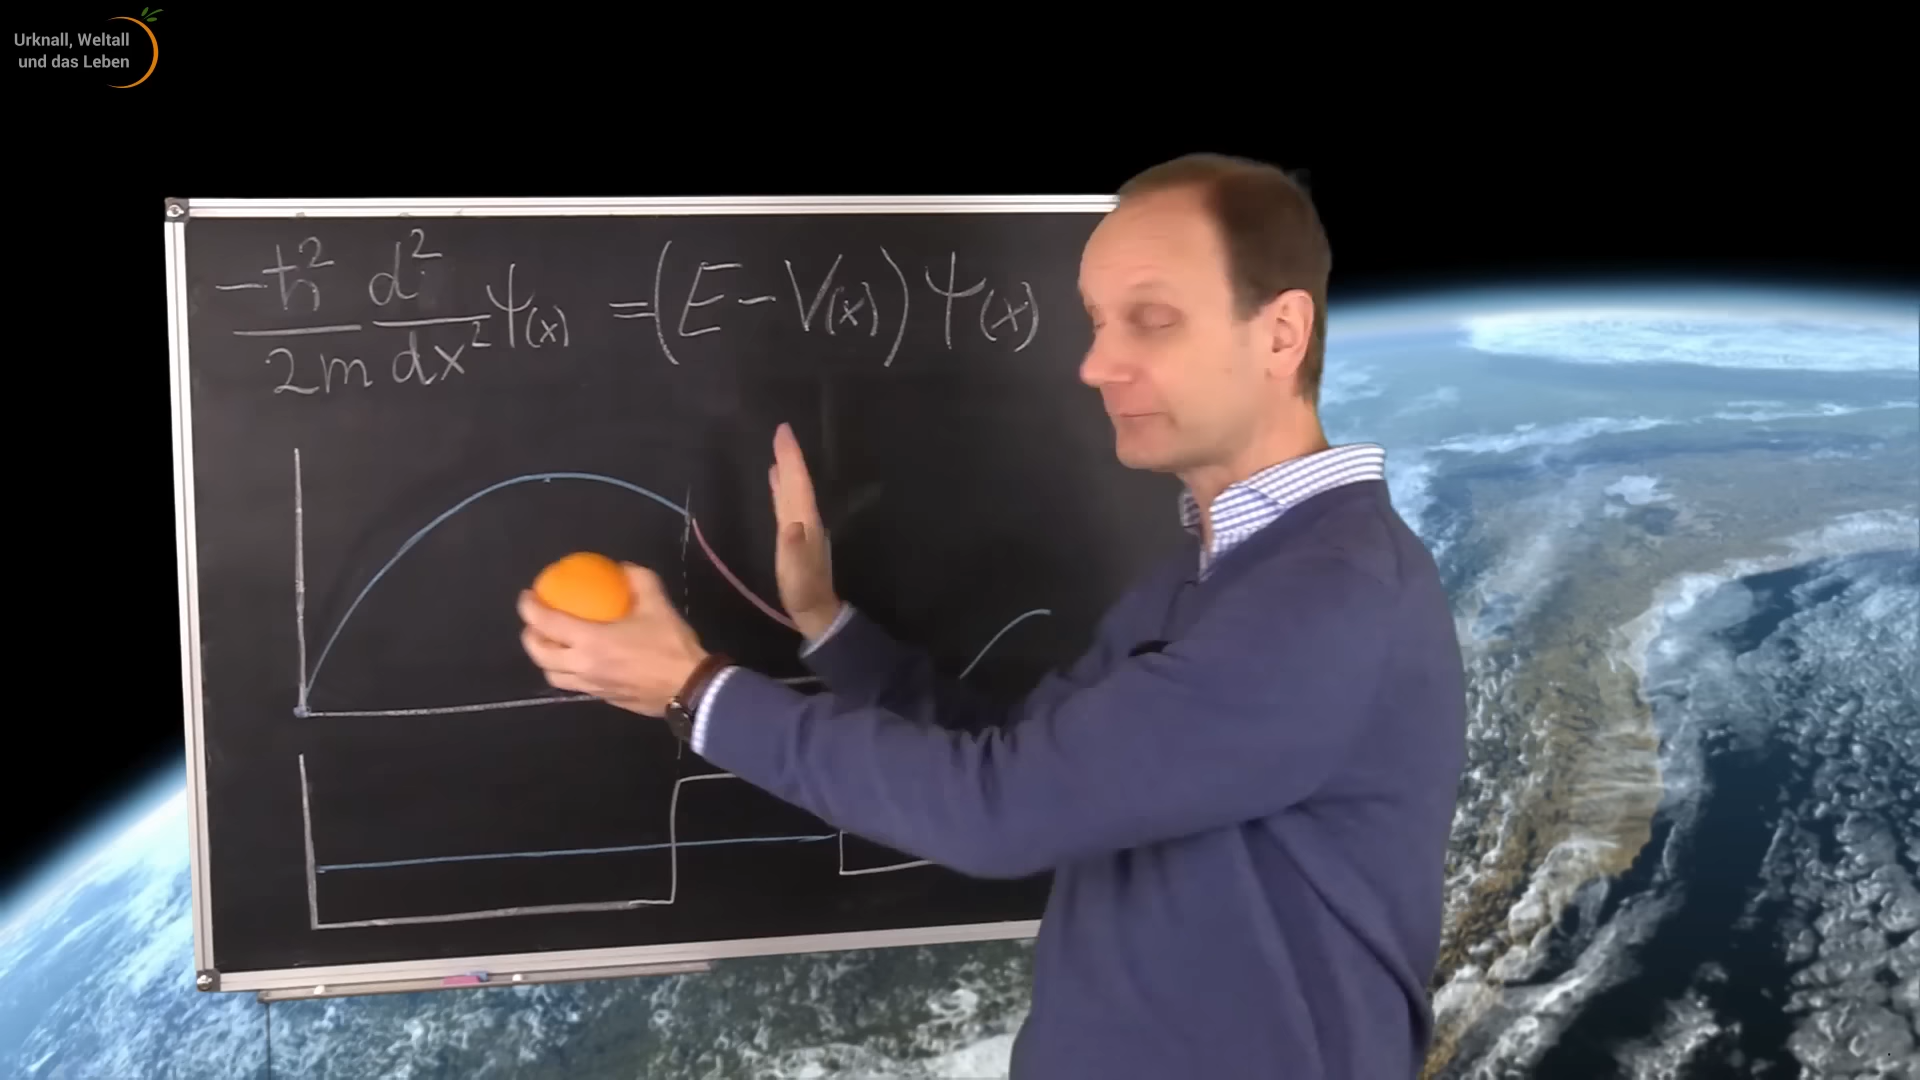 Urknall, Weltall
und das Leben
-ħ²/2m d²/dx² ψ(x) = (E - V(x)) ψ(x)